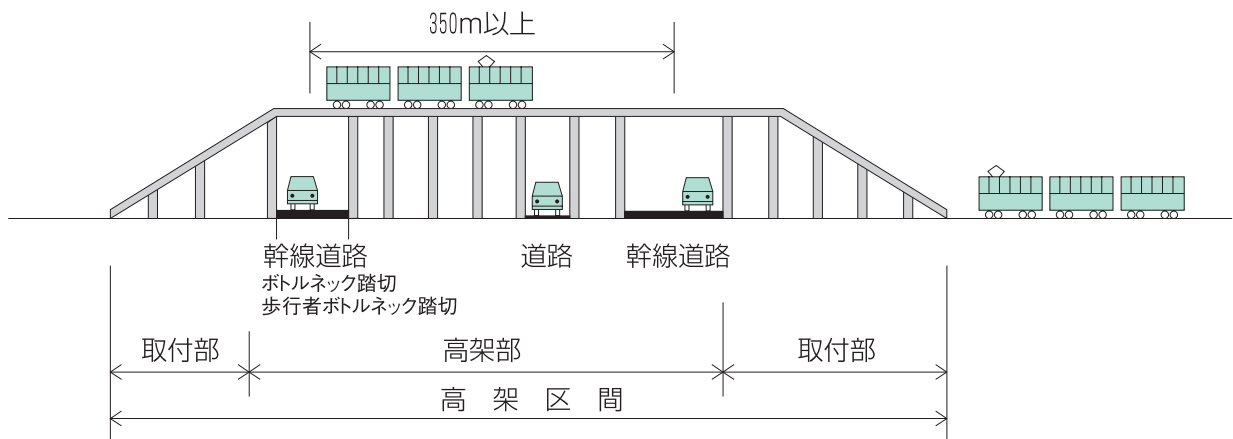 350m以上
幹線道路
ボトルネック踏切
歩行者ボトルネック踏切
道路
幹線道路
取付部
高架部
取付部
高架区間